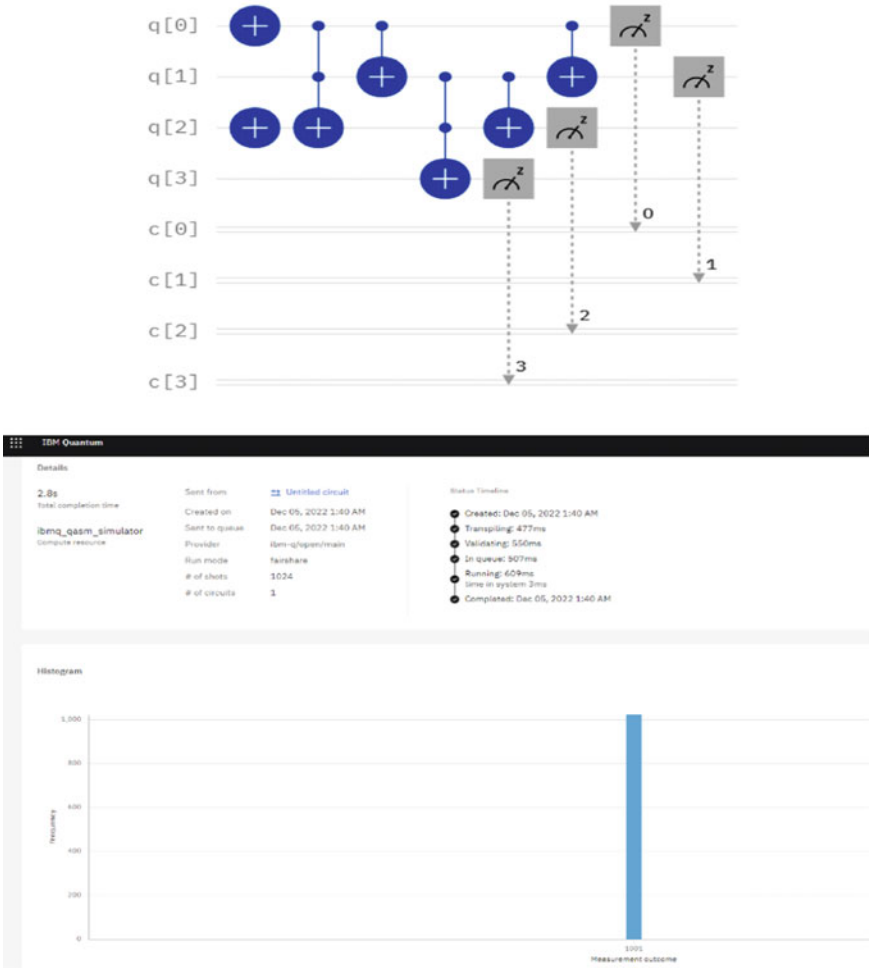 q[0]
z
q[1]
z
q[2]
z
q[3]
z
c[0]
0
c[1]
1
c[2]
2
c[3]
3
IBM Quantum
Details
2.8s
Total completion time
ibmq_qasm_simulator
Compute resource
Sent from Untitled circuit
Created on Dec 05, 2022 1:40 AM
Sent to queue Dec 05, 2022 1:40 AM
Provider ibm-q/open/main
Run mode fairshare
# of shots 1024
# of circuits 1
Status Timeline
Created: Dec 05, 2022 1:40 AM
Transpiling: 477ms
Validating: 550ms
In queue: 507ms
Running: 609ms
time in system 3ms
Completed: Dec 05, 2022 1:40 AM
Histogram
1,000
800
600
400
200
0
Frequency
1001
Measurement outcome